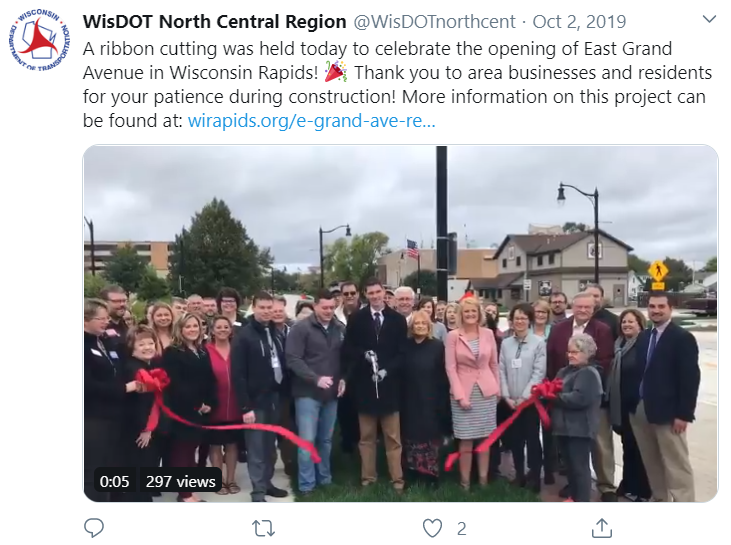 WISCONSIN
DEPARTMENT OF TRANSPORTATION
WisDOT North Central Region @WisDOTnorthcent · Oct 2, 2019
A ribbon cutting was held today to celebrate the opening of East Grand
Avenue in Wisconsin Rapids! 🎉 Thank you to area businesses and residents
for your patience during construction! More information on this project can
be found at: wirapids.org/e-grand-ave-re...
0:05 297 views
2